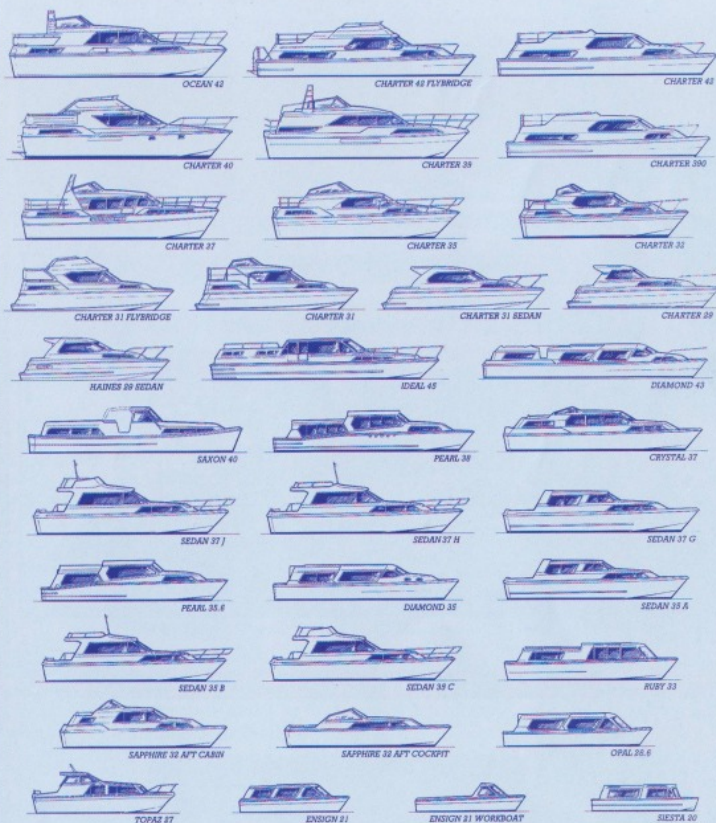 OCEAN 42
CHARTER 42 FLYBRIDGE
CHARTER 42
CHARTER 40
CHARTER 39
CHARTER 390
CHARTER 37
CHARTER 35
CHARTER 32
CHARTER 31 FLYBRIDGE
CHARTER 31
CHARTER 31 SEDAN
CHARTER 29
HAINES 29 SEDAN
IDEAL 45
DIAMOND 43
SAXON 40
PEARL 38
CRYSTAL 37
SEDAN 37 J
SEDAN 37 H
SEDAN 37 G
PEARL 35.6
DIAMOND 35
SEDAN 35 A
SEDAN 35 B
SEDAN 35 C
RUBY 33
SAPPHIRE 32 AFT CABIN
SAPPHIRE 32 AFT COCKPIT
OPAL 28.6
TOPAZ 27
ENSIGN 21
ENSIGN 21 WORKBOAT
SIESTA 20